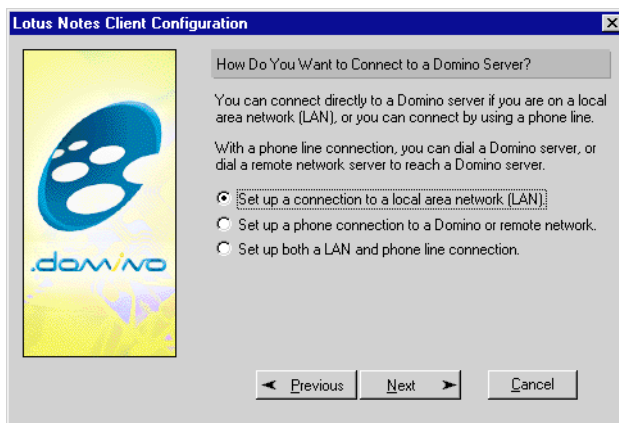 Lotus Notes Client Configuration
How Do You Want to Connect to a Domino Server?
You can connect directly to a Domino server if you are on a local
area network (LAN), or you can connect by using a phone line.
With a phone line connection, you can dial a Domino server, or
dial a remote network server to reach a Domino server.
Set up a connection to a local area network (LAN).
Set up a phone connection to a Domino or remote network.
Set up both a LAN and phone line connection.
.domino
Previous Next Cancel